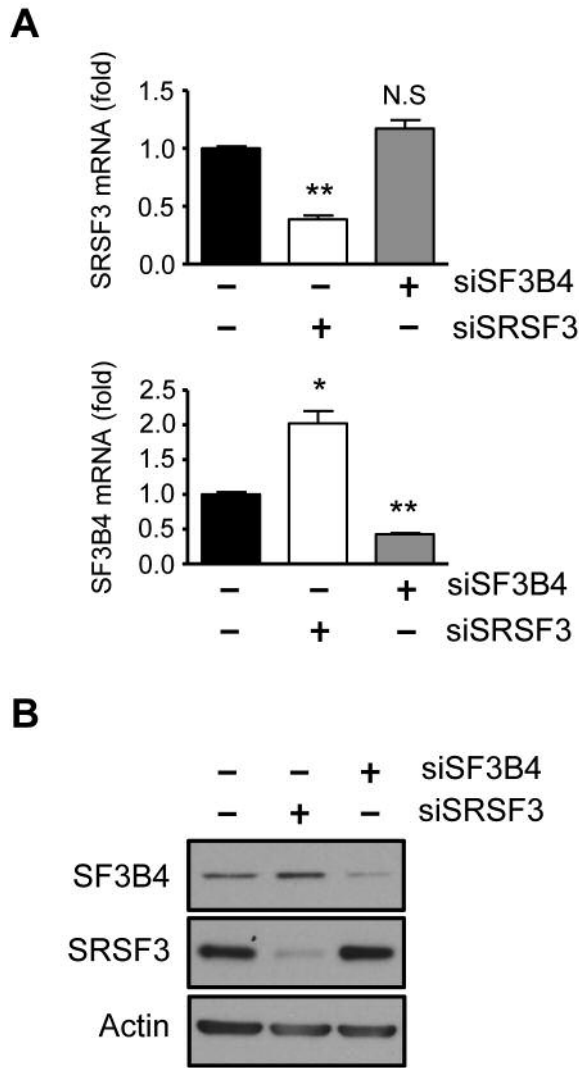 A
SRSF3 mRNA (fold)
1.5
1.0
0.5
0.0
**
N.S
− − + siSF3B4
− + − siSRSF3
SF3B4 mRNA (fold)
2.5
2.0
1.5
1.0
0.5
0.0
*
**
− − + siSF3B4
− + − siSRSF3
B
− − + siSF3B4
− + − siSRSF3
SF3B4
SRSF3
Actin